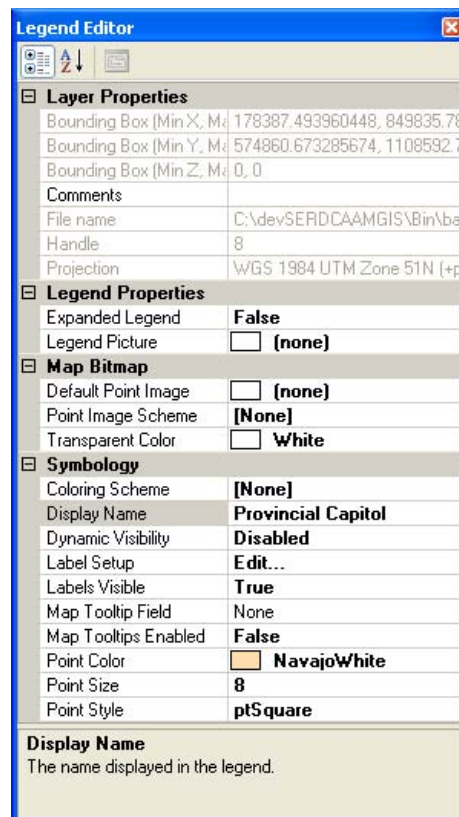 Legend Editor
Layer Properties
Bounding Box (Min X, Ma 178387.493960448, 849835.78
Bounding Box (Min Y, Ma 574860.673285674, 1108592.7
Bounding Box (Min Z, Ma 0, 0
Comments
File name C:\devSERDCAAMGIS\Bin\ba
Handle 8
Projection WGS 1984 UTM Zone 51N (+p
Legend Properties
Expanded Legend False
Legend Picture (none)
Map Bitmap
Default Point Image (none)
Point Image Scheme [None]
Transparent Color White
Symbology
Coloring Scheme [None]
Display Name Provincial Capitol
Dynamic Visibility Disabled
Label Setup Edit...
Labels Visible True
Map Tooltip Field None
Map Tooltips Enabled False
Point Color NavajoWhite
Point Size 8
Point Style ptSquare
Display Name
The name displayed in the legend.